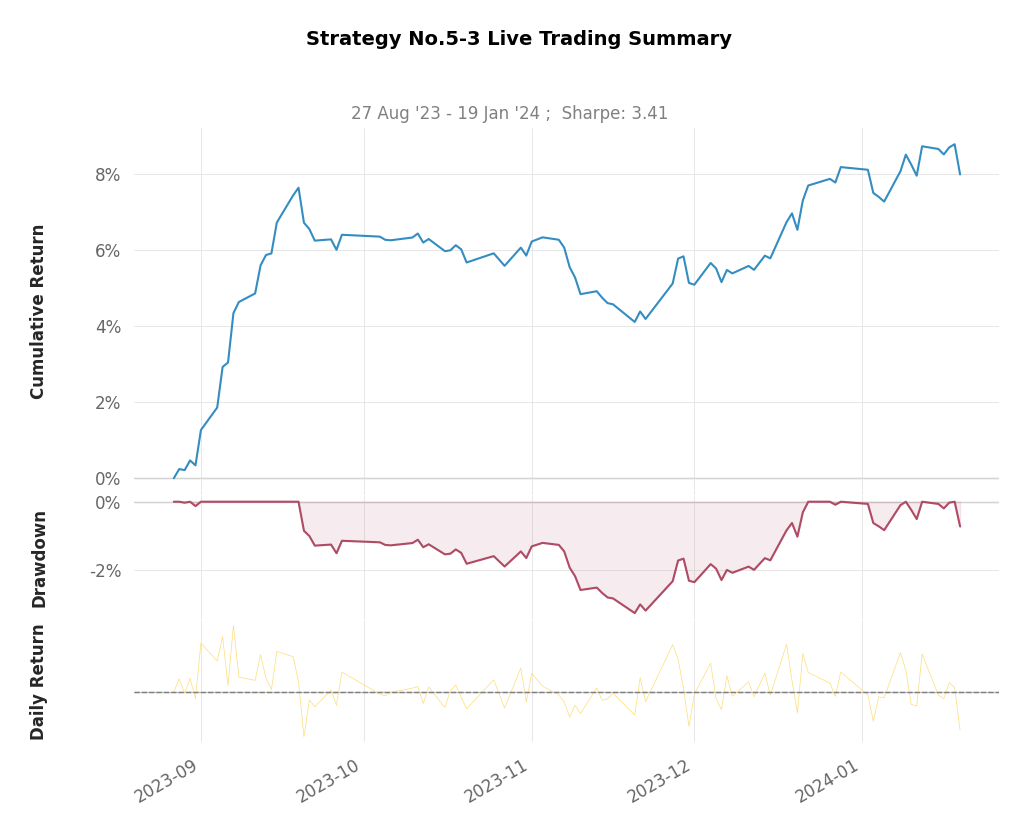 Strategy No.5-3 Live Trading Summary
27 Aug '23 - 19 Jan '24 ;  Sharpe: 3.41
Cumulative Return
8%
6%
4%
2%
0%
Drawdown
0%
-2%
Daily Return
2023-09
2023-10
2023-11
2023-12
2024-01